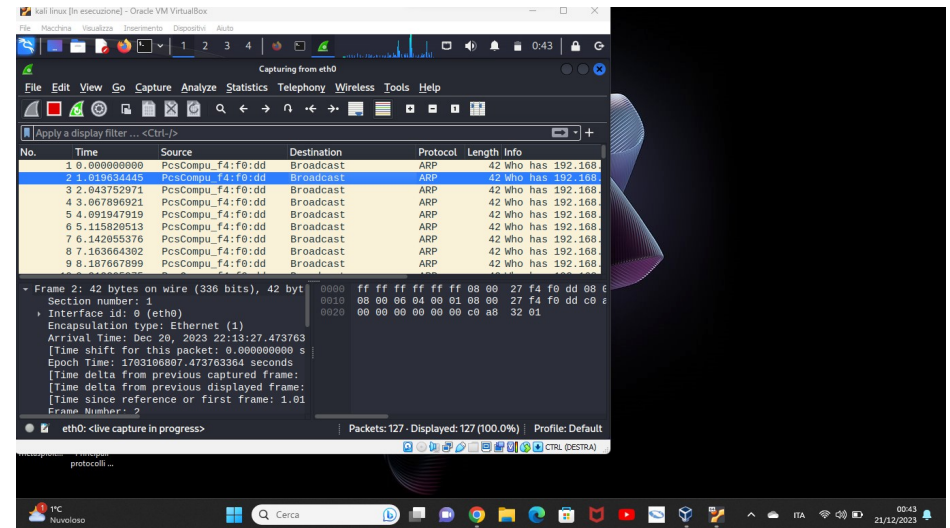 kali linux [In esecuzione] - Oracle VM VirtualBox
File Macchina Visualizza Inserimento Dispositivi Aiuto
1 2 3 4 0:43
Capturing from eth0
File Edit View Go Capture Analyze Statistics Telephony Wireless Tools Help
Apply a display filter ... <Ctrl-/>
No. Time Source Destination Protocol Length Info
1 0.000000000 PcsCompu_f4:f0:dd Broadcast ARP 42 Who has 192.168.
2 1.019634445 PcsCompu_f4:f0:dd Broadcast ARP 42 Who has 192.168.
3 2.043752971 PcsCompu_f4:f0:dd Broadcast ARP 42 Who has 192.168.
4 3.067896921 PcsCompu_f4:f0:dd Broadcast ARP 42 Who has 192.168.
5 4.091947919 PcsCompu_f4:f0:dd Broadcast ARP 42 Who has 192.168.
6 5.115820513 PcsCompu_f4:f0:dd Broadcast ARP 42 Who has 192.168.
7 6.142055376 PcsCompu_f4:f0:dd Broadcast ARP 42 Who has 192.168.
8 7.163664302 PcsCompu_f4:f0:dd Broadcast ARP 42 Who has 192.168.
9 8.187667899 PcsCompu_f4:f0:dd Broadcast ARP 42 Who has 192.168.
Frame 2: 42 bytes on wire (336 bits), 42 byt
Section number: 1
Interface id: 0 (eth0)
Encapsulation type: Ethernet (1)
Arrival Time: Dec 20, 2023 22:13:27.473763
[Time shift for this packet: 0.000000000 s
Epoch Time: 1703106807.473763364 seconds
[Time delta from previous captured frame:
[Time delta from previous displayed frame:
[Time since reference or first frame: 1.01
Frame Number: 2
0000 ff ff ff ff ff ff 08 00 27 f4 f0 dd 08
0010 08 00 06 04 00 01 08 00 27 f4 f0 dd c0
0020 00 00 00 00 00 00 c0 a8 32 01
eth0: <live capture in progress> Packets: 127 · Displayed: 127 (100.0%) Profile: Default
CTRL (DESTRA)
protocolli ...
1°C
Nuvoloso
Cerca
ITA
00:43
21/12/2023